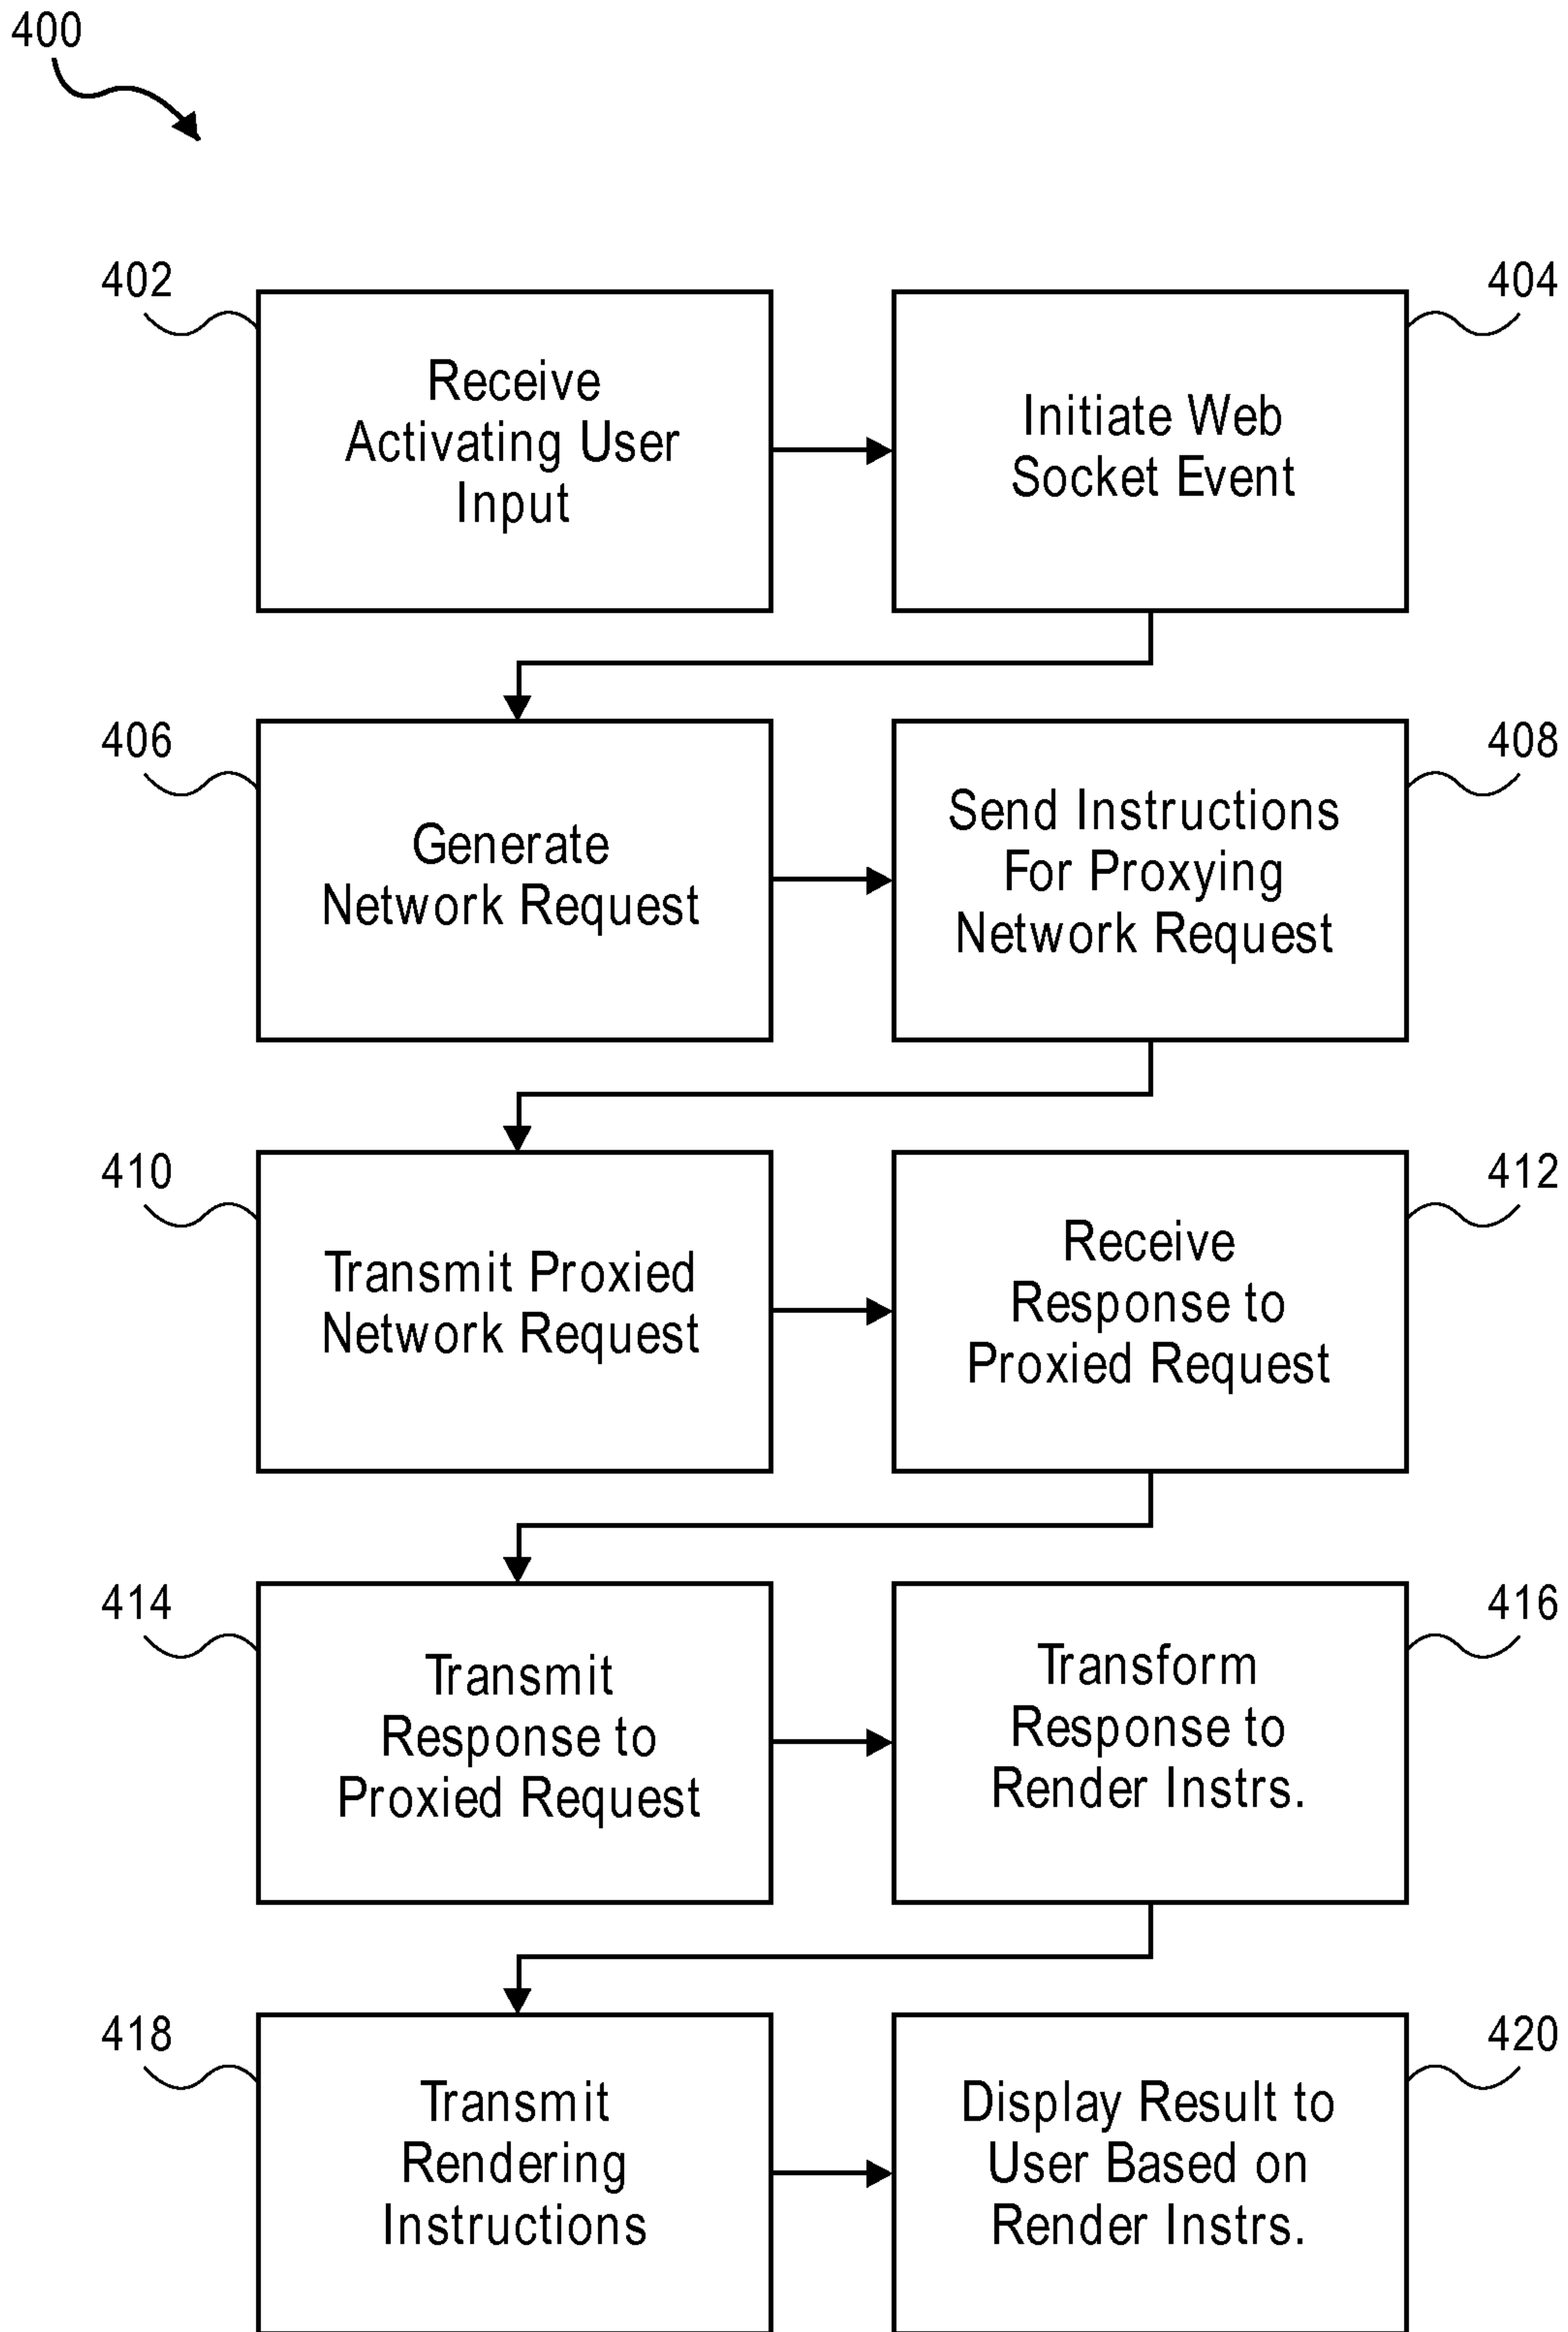 400
402
Receive
Activating User
Input
404
Initiate Web
Socket Event
406
Generate
Network Request
408
Send Instructions
For Proxying
Network Request
410
Transmit Proxied
Network Request
412
Receive
Response to
Proxied Request
414
Transmit
Response to
Proxied Request
416
Transform
Response to
Render Instrs.
418
Transmit
Rendering
Instructions
420
Display Result to
User Based on
Render Instrs.